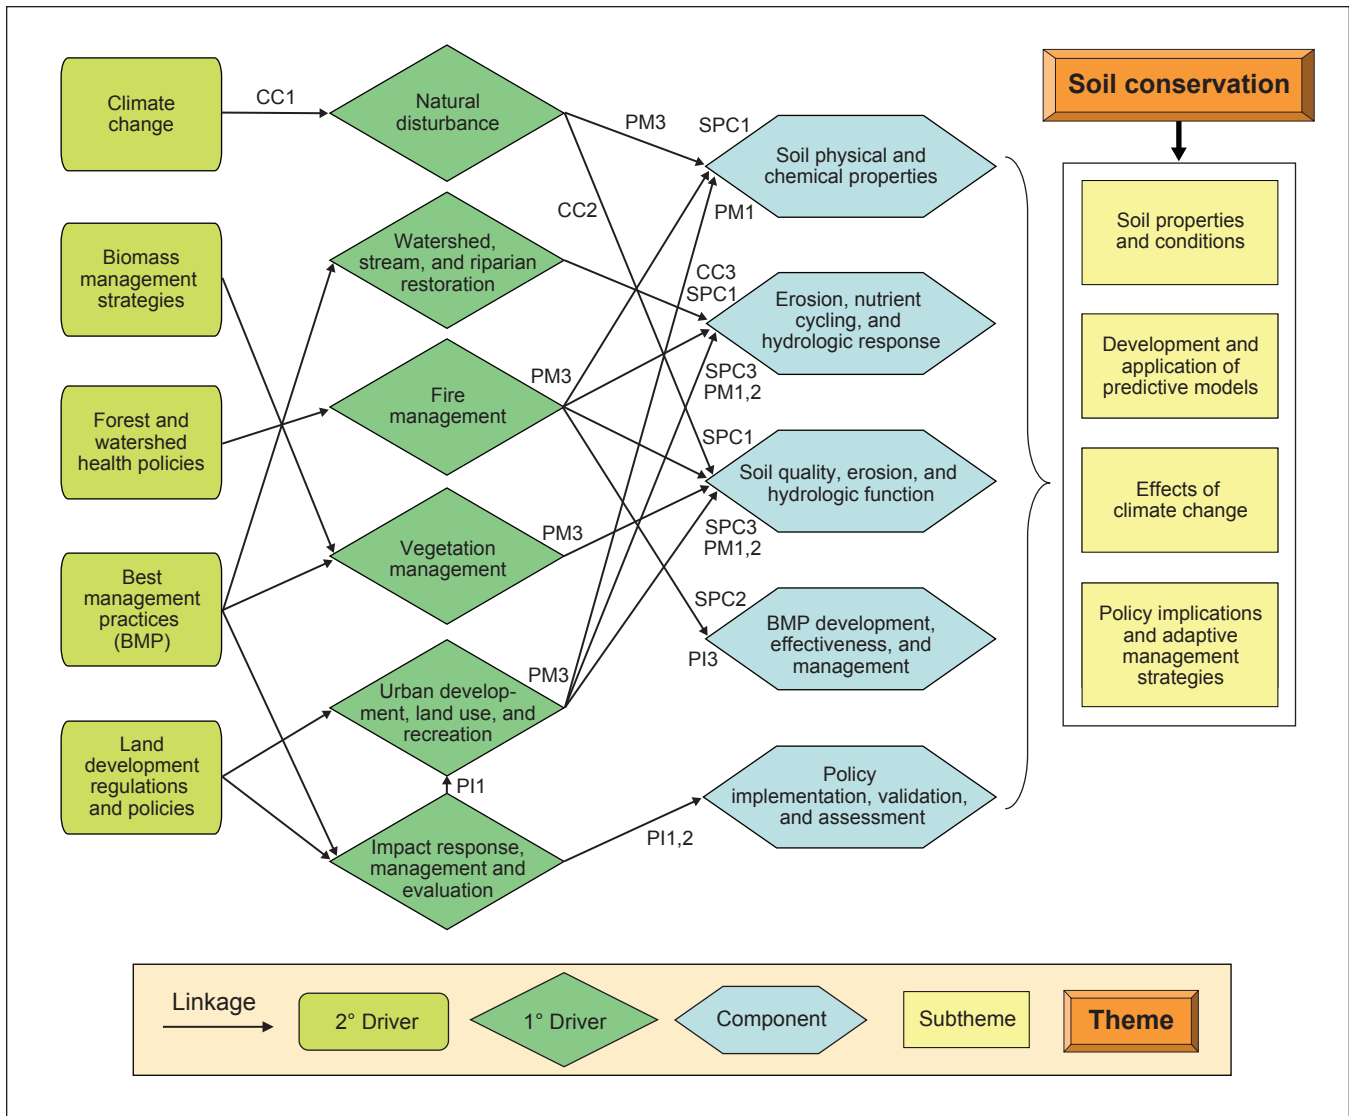 Climate
change
Biomass
management
strategies
Forest and
watershed
health policies
Best
management
practices
(BMP)
Land
development
regulations
and policies
CC1
Natural
disturbance
Watershed,
stream, and riparian
restoration
Fire
management
Vegetation
management
Urban develop-
ment, land use, and
recreation
PI1
Impact response,
management and
evaluation
PM3
CC2
PM3
PM3
PM3
PI1,2
SPC1
Soil physical and
chemical properties
PM1
CC3
SPC1
Erosion, nutrient
cycling, and
hydrologic response
SPC3
PM1,2
SPC1
Soil quality, erosion, and
hydrologic function
SPC3
PM1,2
SPC2
BMP development,
effectiveness, and
management
PI3
Policy
implementation, validation,
and assessment
Soil conservation
Soil properties
and conditions
Development and
application of
predictive models
Effects of
climate change
Policy implications
and adaptive
management
strategies
Linkage
2° Driver
1° Driver
Component
Subtheme
Theme